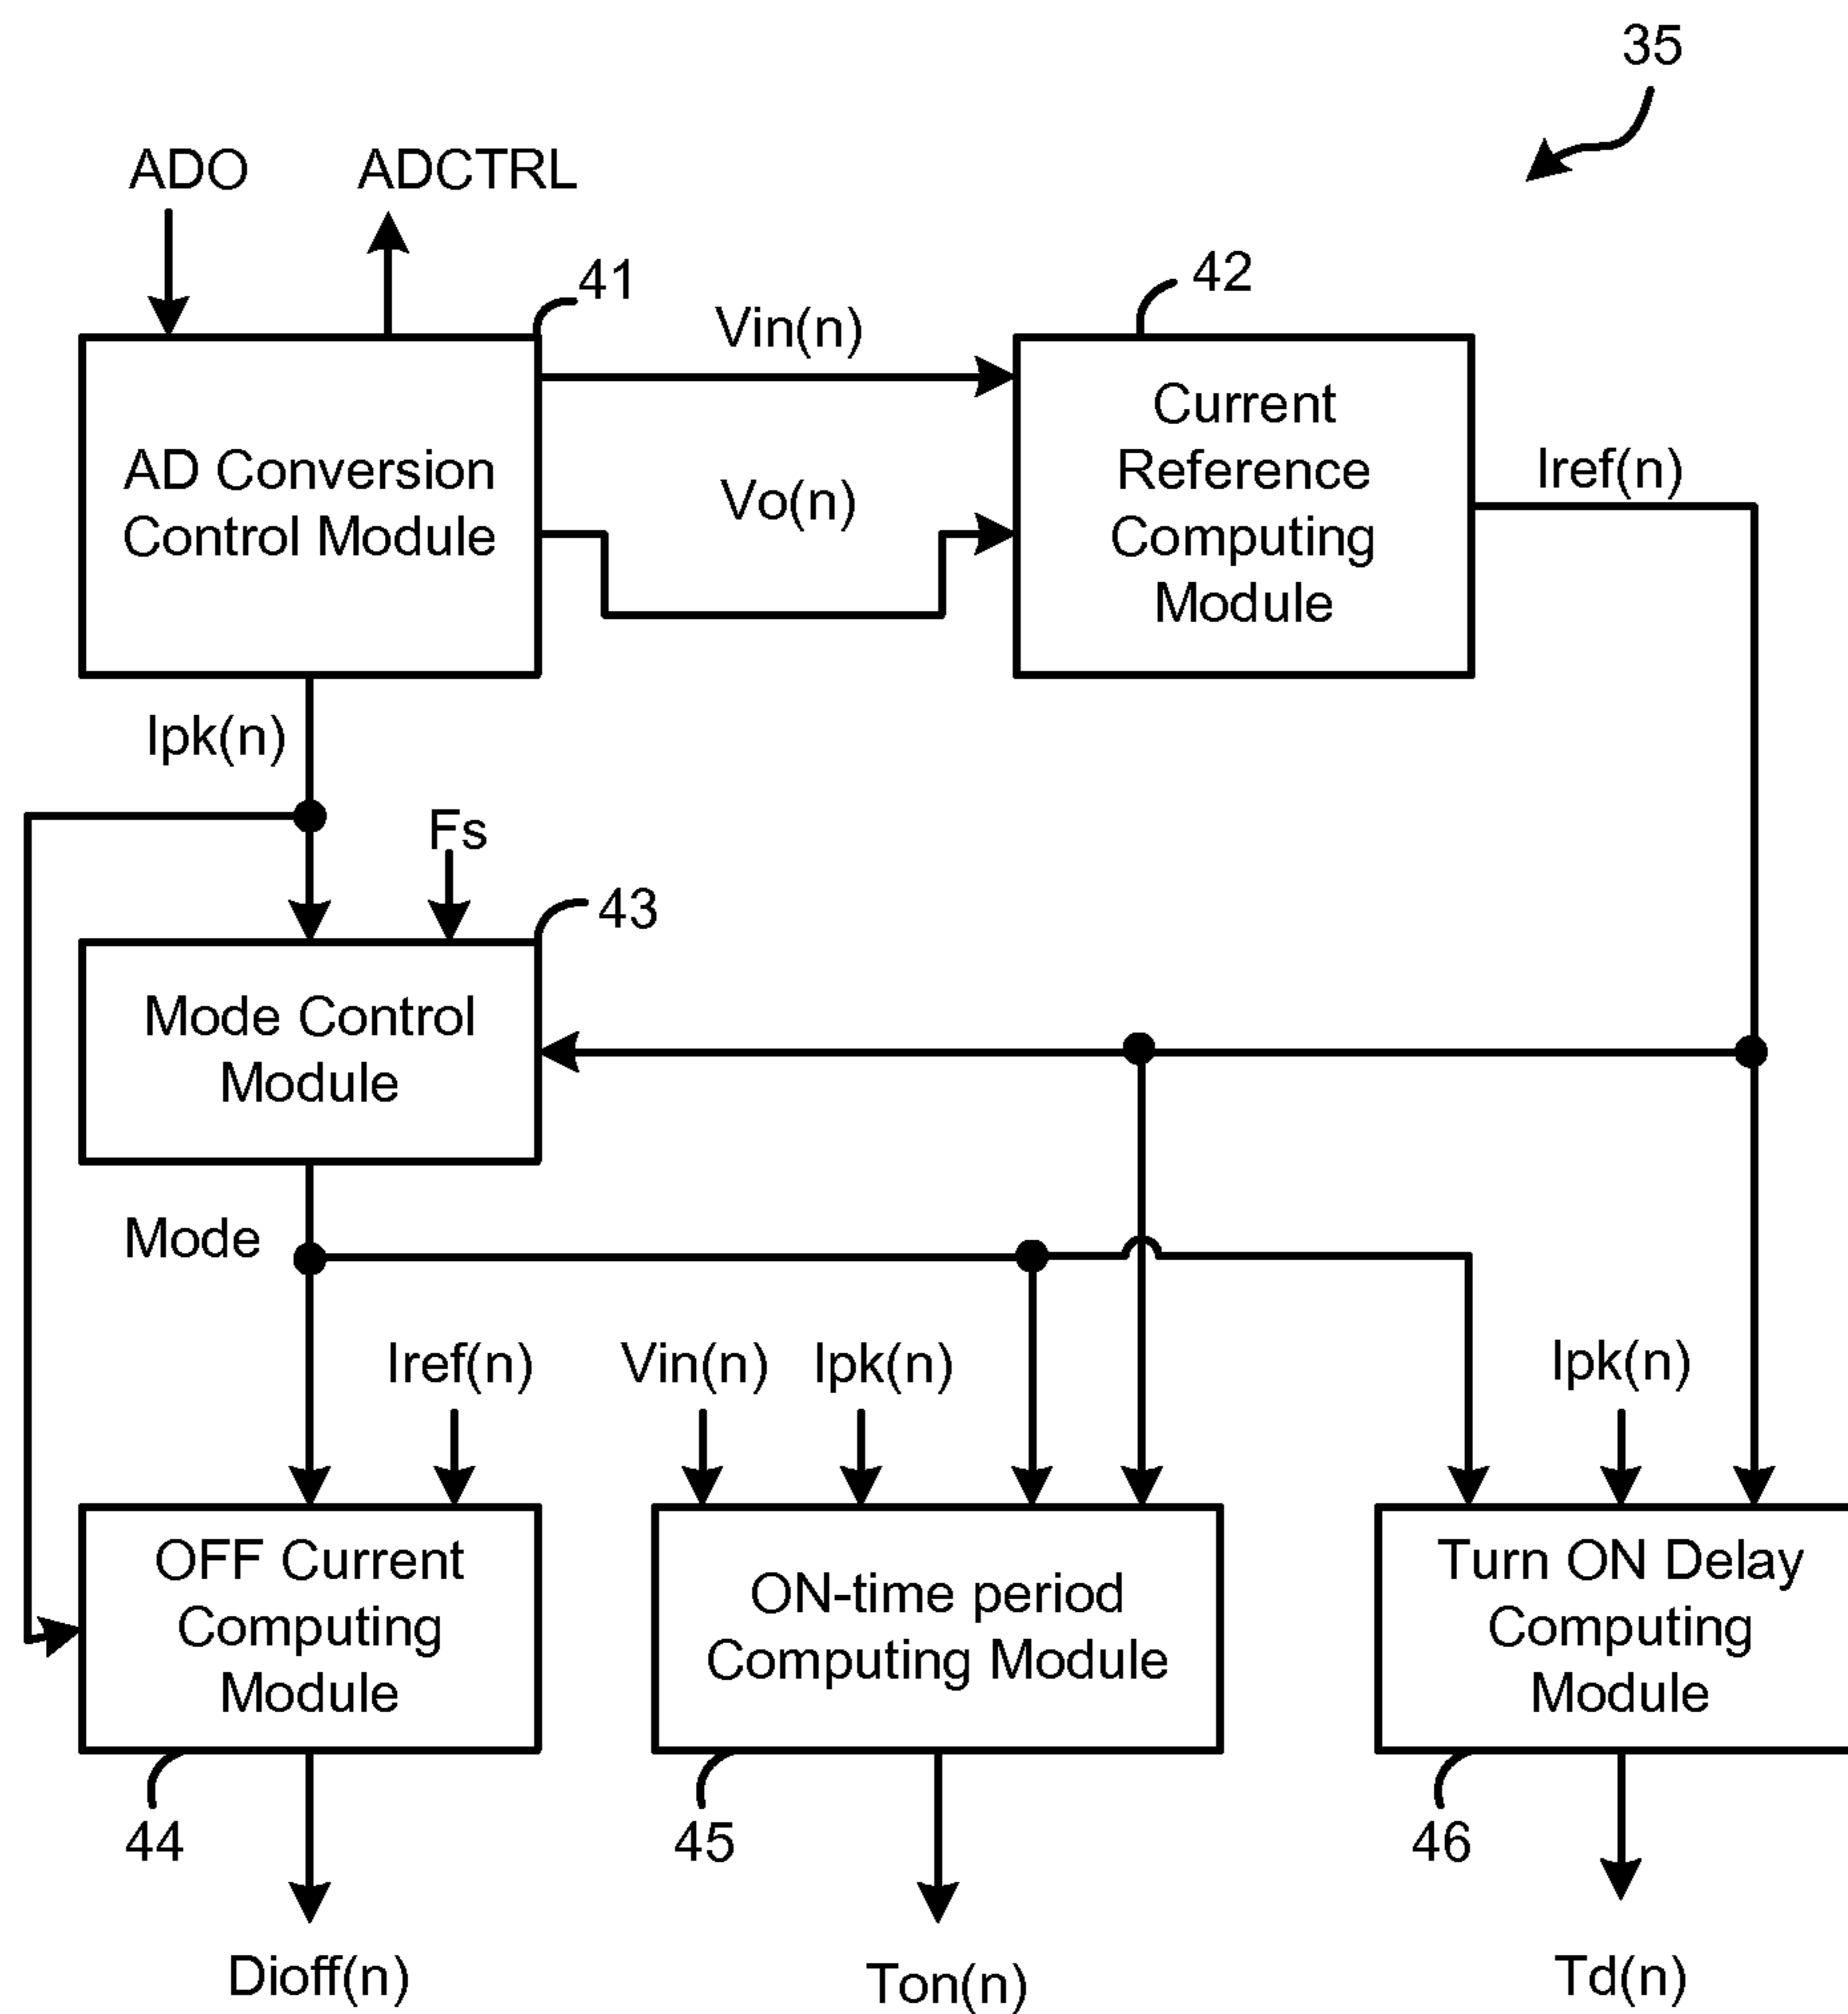 35
ADO
ADCTRL
41
42
Vin(n)
Current
Reference
Computing
Module
AD Conversion
Control Module
Vo(n)
Iref(n)
Ipk(n)
Fs
43
Mode Control
Module
Mode
Iref(n)
Vin(n)
Ipk(n)
Ipk(n)
OFF Current
Computing
Module
ON-time period
Computing Module
Turn ON Delay
Computing
Module
44
45
46
Dioff(n)
Ton(n)
Td(n)